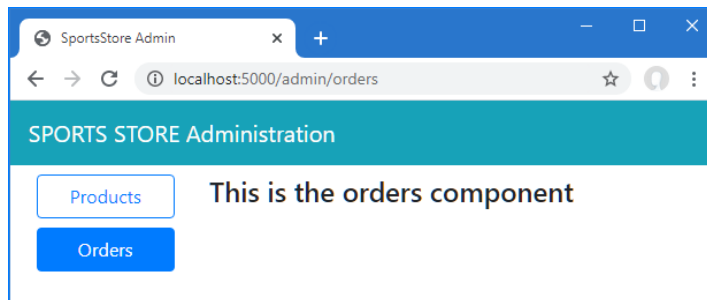 SportsStore Admin
localhost:5000/admin/orders
SPORTS STORE Administration
Products
This is the orders component
Orders